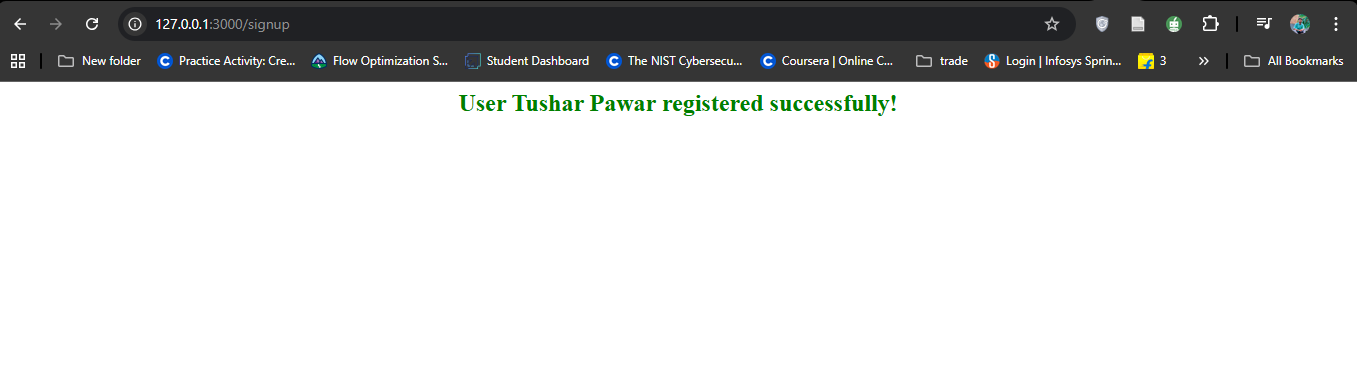 127.0.0.1:3000/signup
New folder Practice Activity: Cre... Flow Optimization S... Student Dashboard The NIST Cybersecu... Coursera | Online C... trade Login | Infosys Sprin... 3 » All Bookmarks
User Tushar Pawar registered successfully!